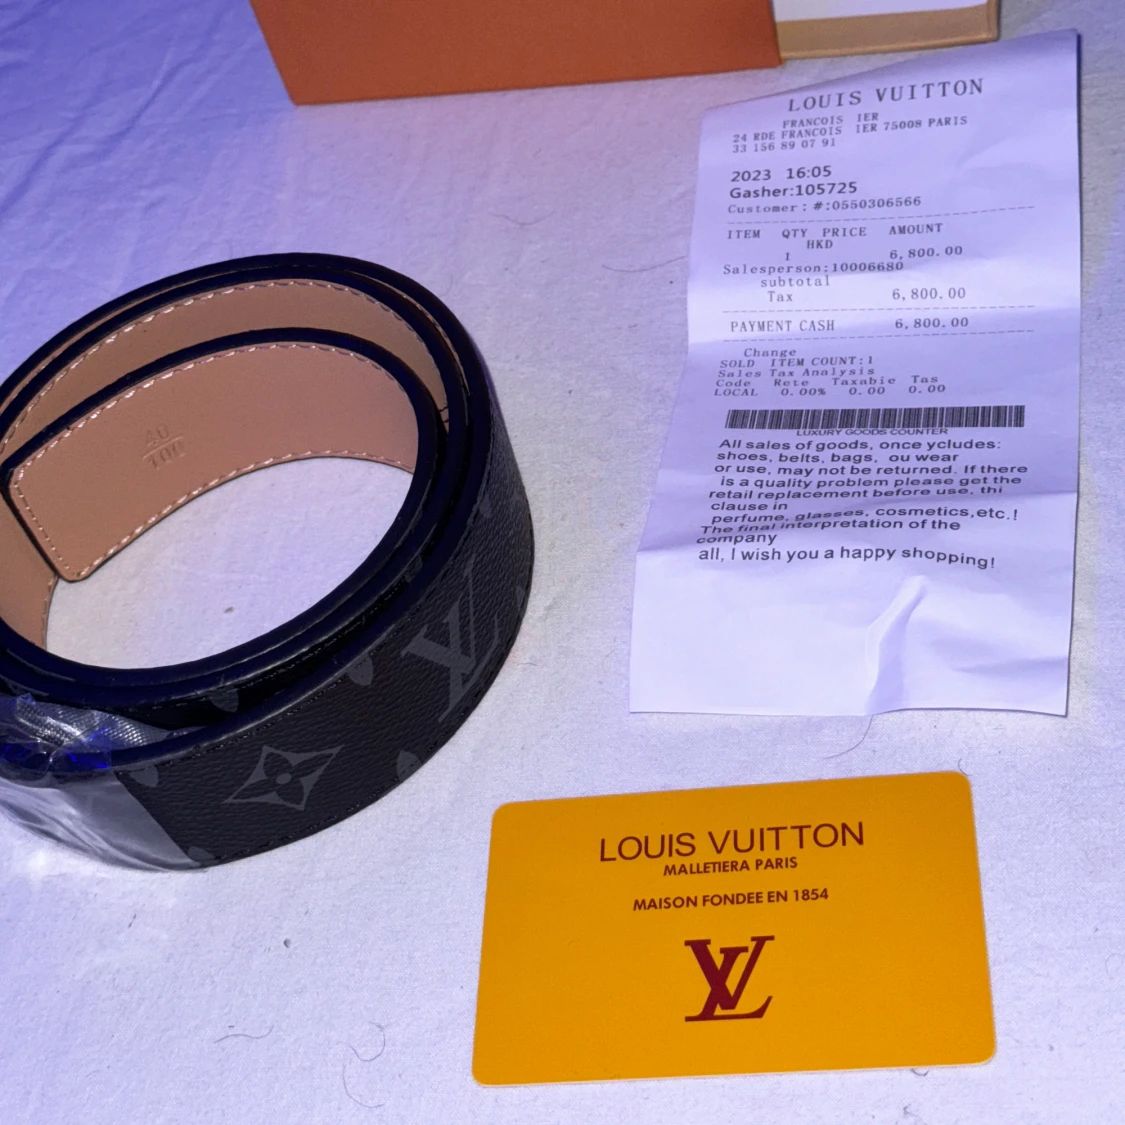 LOUIS VUITTON
FRANCOIS IER
24 RDE FRANCOIS IER 75008 PARIS
33 156 89 07 91
2023 16:05
Gasher:105725
Customer：#:0550306566
ITEM QTY PRICE AMOUNT
HKD
1 6,800.00
Salesperson:10006680
subtotal
Tax 6,800.00
PAYMENT CASH 6,800.00
Change
SOLD ITEM COUNT:1
Sales Tax Analysis
Code Rete Taxabie Tas
LOCAL 0.00% 0.00 0.00
LUXURY GOODS COUNTER
All sales of goods, once ycludes:
shoes, belts, bags, ou wear
or use, may not be returned. If there
is a quality problem please get the
retail replacement before use, thi
clause in
perfume, glasses, cosmetics,etc.!
The final interpretation of the
company
all, I wish you a happy shopping!
40
100
LV
LOUIS VUITTON
MALLETIERA PARIS
MAISON FONDEE EN 1854
LV